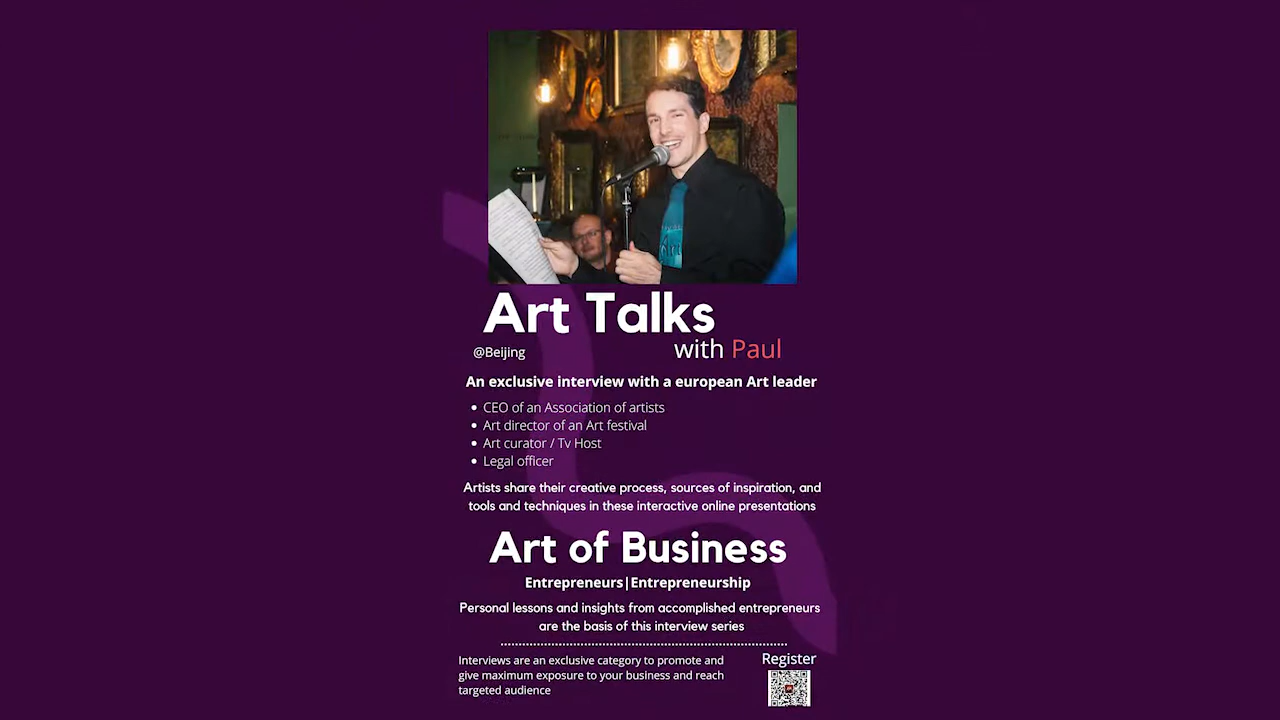 Art Talks
with Paul
@Beijing
An exclusive interview with a european Art leader
CEO of an Association of artists
Art director of an Art festival
Art curator / Tv Host
Legal officer
Artists share their creative process, sources of inspiration, and
tools and techniques in these interactive online presentations
Art of Business
Entrepreneurs|Entrepreneurship
Personal lessons and insights from accomplished entrepreneurs
are the basis of this interview series
Interviews are an exclusive category to promote and
give maximum exposure to your business and reach
targeted audience
Register